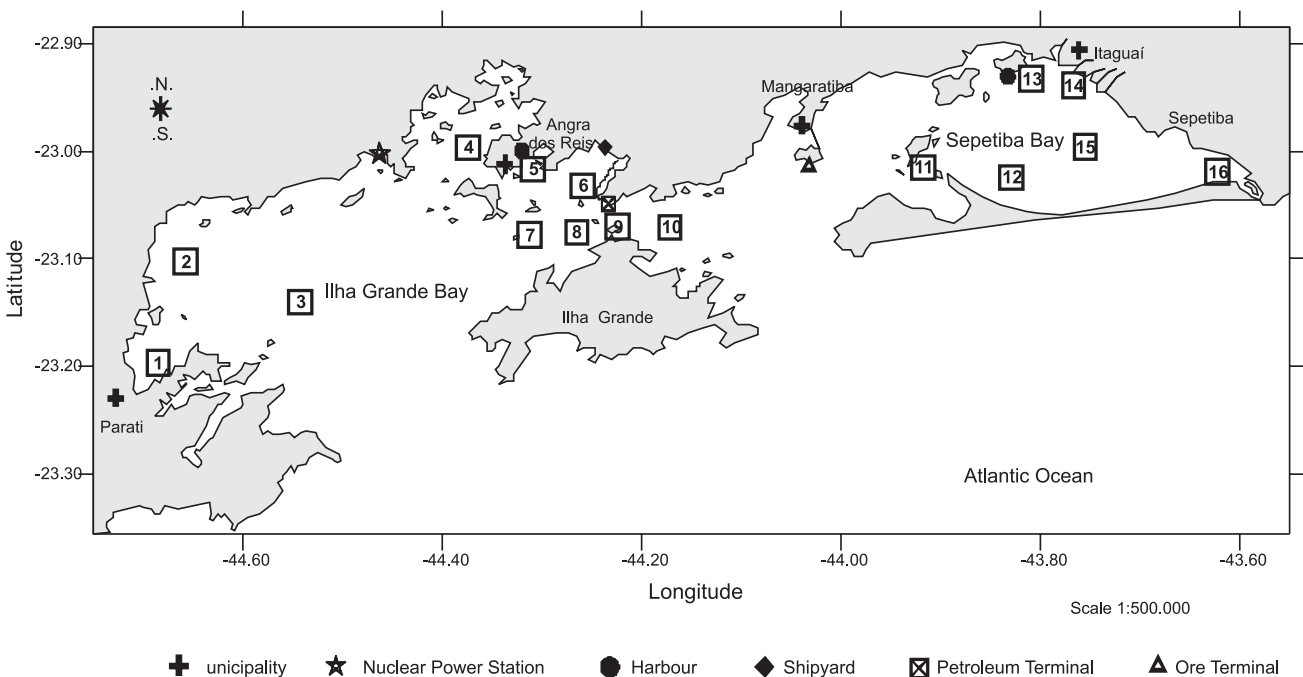 -22.90
-23.00
-23.10
-23.20
-23.30
Latitude
.N.
.S.
Itaguaí
13
14
Mangaratiba
Sepetiba
Angra
dos Reis
Sepetiba Bay
4
5
15
11
12
16
6
7
8
9
10
2
3
Ilha Grande Bay
Ilha Grande
1
Parati
Atlantic Ocean
-44.60
-44.40
-44.20
-44.00
-43.80
-43.60
Longitude
Scale 1:500.000
unicipality
Nuclear Power Station
Harbour
Shipyard
Petroleum Terminal
Ore Terminal